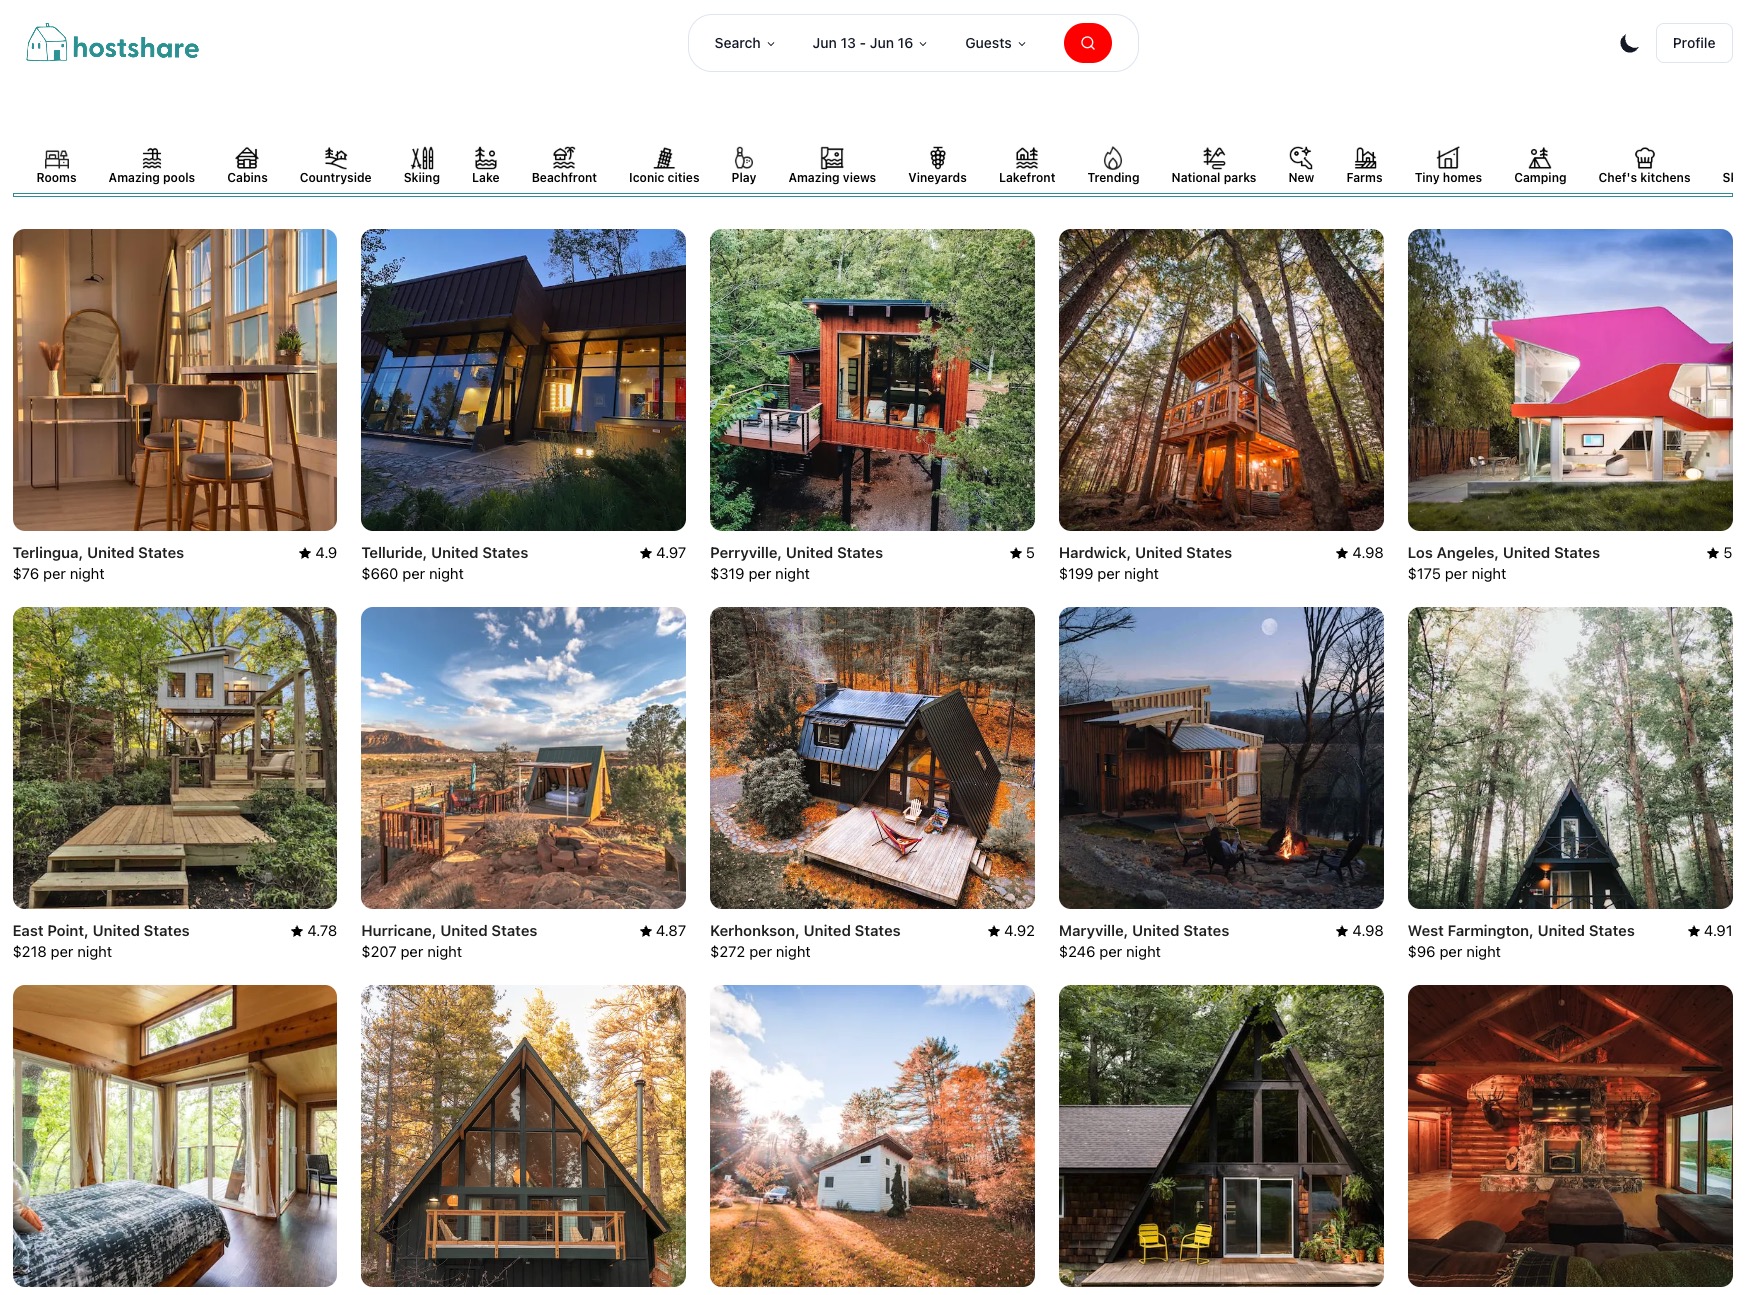 hostshare
Search
Jun 13 - Jun 16
Guests
Profile
Rooms
Amazing pools
Cabins
Countryside
Skiing
Lake
Beachfront
Iconic cities
Play
Amazing views
Vineyards
Lakefront
Trending
National parks
New
Farms
Tiny homes
Camping
Chef's kitchens
Terlingua, United States 4.9
$76 per night
Telluride, United States 4.97
$660 per night
Perryville, United States 5
$319 per night
Hardwick, United States 4.98
$199 per night
Los Angeles, United States 5
$175 per night
East Point, United States 4.78
$218 per night
Hurricane, United States 4.87
$207 per night
Kerhonkson, United States 4.92
$272 per night
Maryville, United States 4.98
$246 per night
West Farmington, United States 4.91
$96 per night